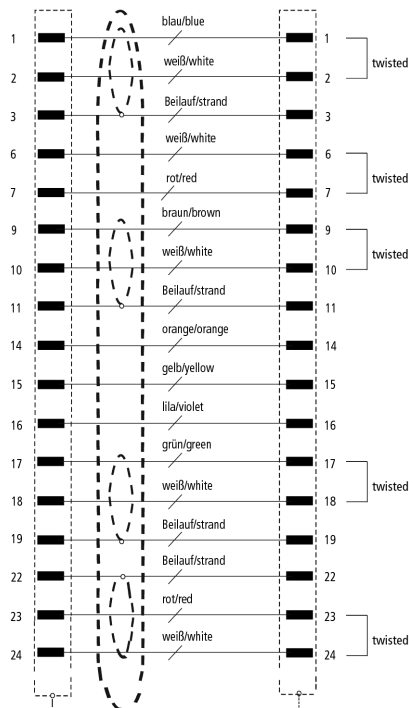 blau/blue
1 1
twisted
weiß/white
2 2
Beilauf/strand
3 3
weiß/white
6 6
twisted
rot/red
7 7
braun/brown
9 9
twisted
weiß/white
10 10
Beilauf/strand
11 11
orange/orange
14 14
gelb/yellow
15 15
lila/violet
16 16
grün/green
17 17
twisted
weiß/white
18 18
Beilauf/strand
19 19
Beilauf/strand
22 22
rot/red
23 23
twisted
weiß/white
24 24